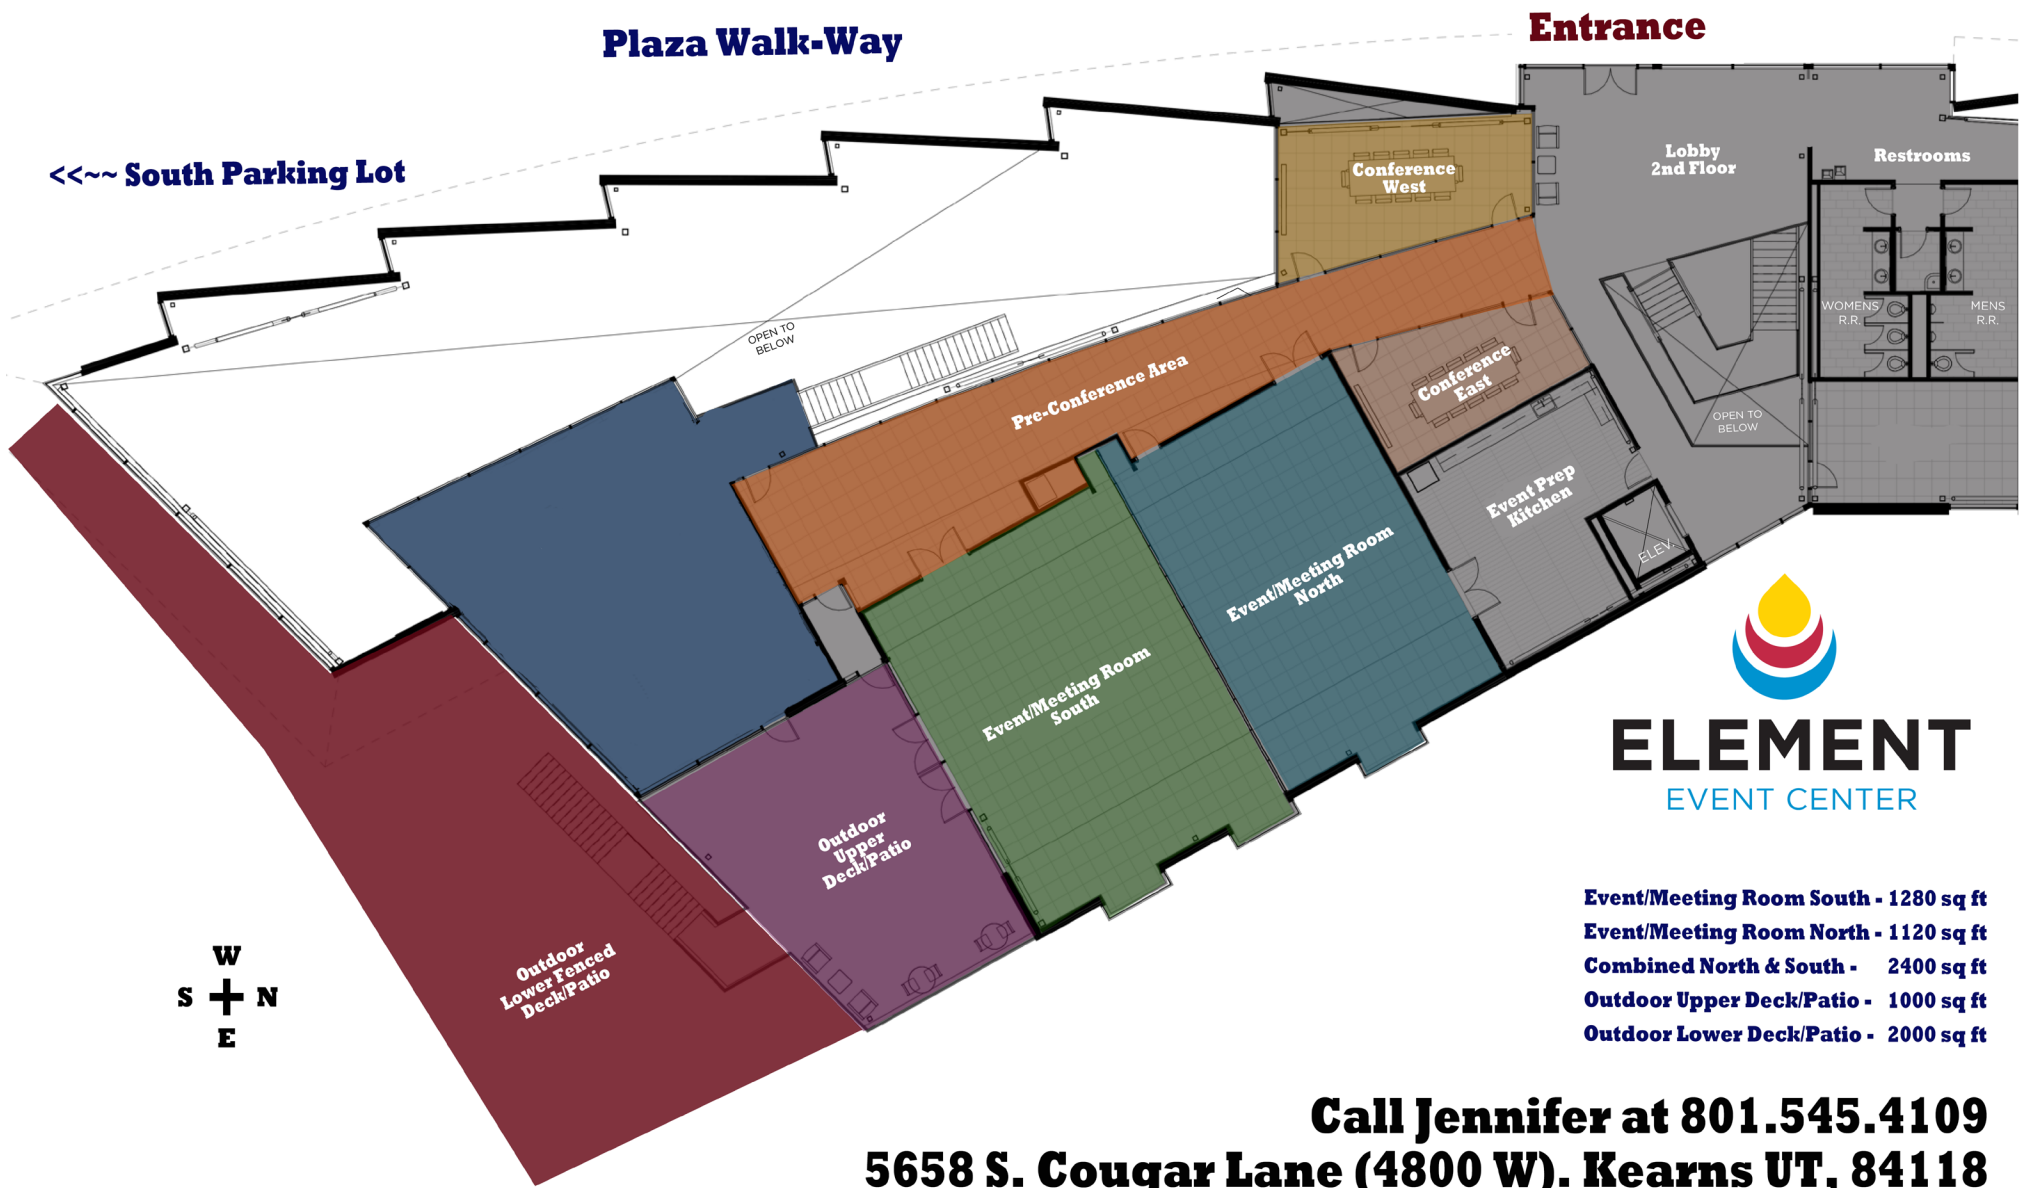 Plaza Walk-Way
Entrance
<<~~ South Parking Lot
Conference
West
Lobby
2nd Floor
Restrooms
WOMENS
R.R.
MENS
R.R.
OPEN TO
BELOW
Pre-Conference Area
Conference
East
OPEN TO
BELOW
Event Prep
Kitchen
ELEV.
Event/Meeting Room
North
Event/Meeting Room
South
Outdoor
Upper
Deck/Patio
Outdoor
Lower Fenced
Deck/Patio
W
S N
E
ELEMENT
EVENT CENTER
Event/Meeting Room South - 1280 sq ft
Event/Meeting Room North - 1120 sq ft
Combined North & South - 2400 sq ft
Outdoor Upper Deck/Patio - 1000 sq ft
Outdoor Lower Deck/Patio - 2000 sq ft
Call Jennifer at 801.545.4109
5658 S. Cougar Lane (4800 W). Kearns UT, 84118